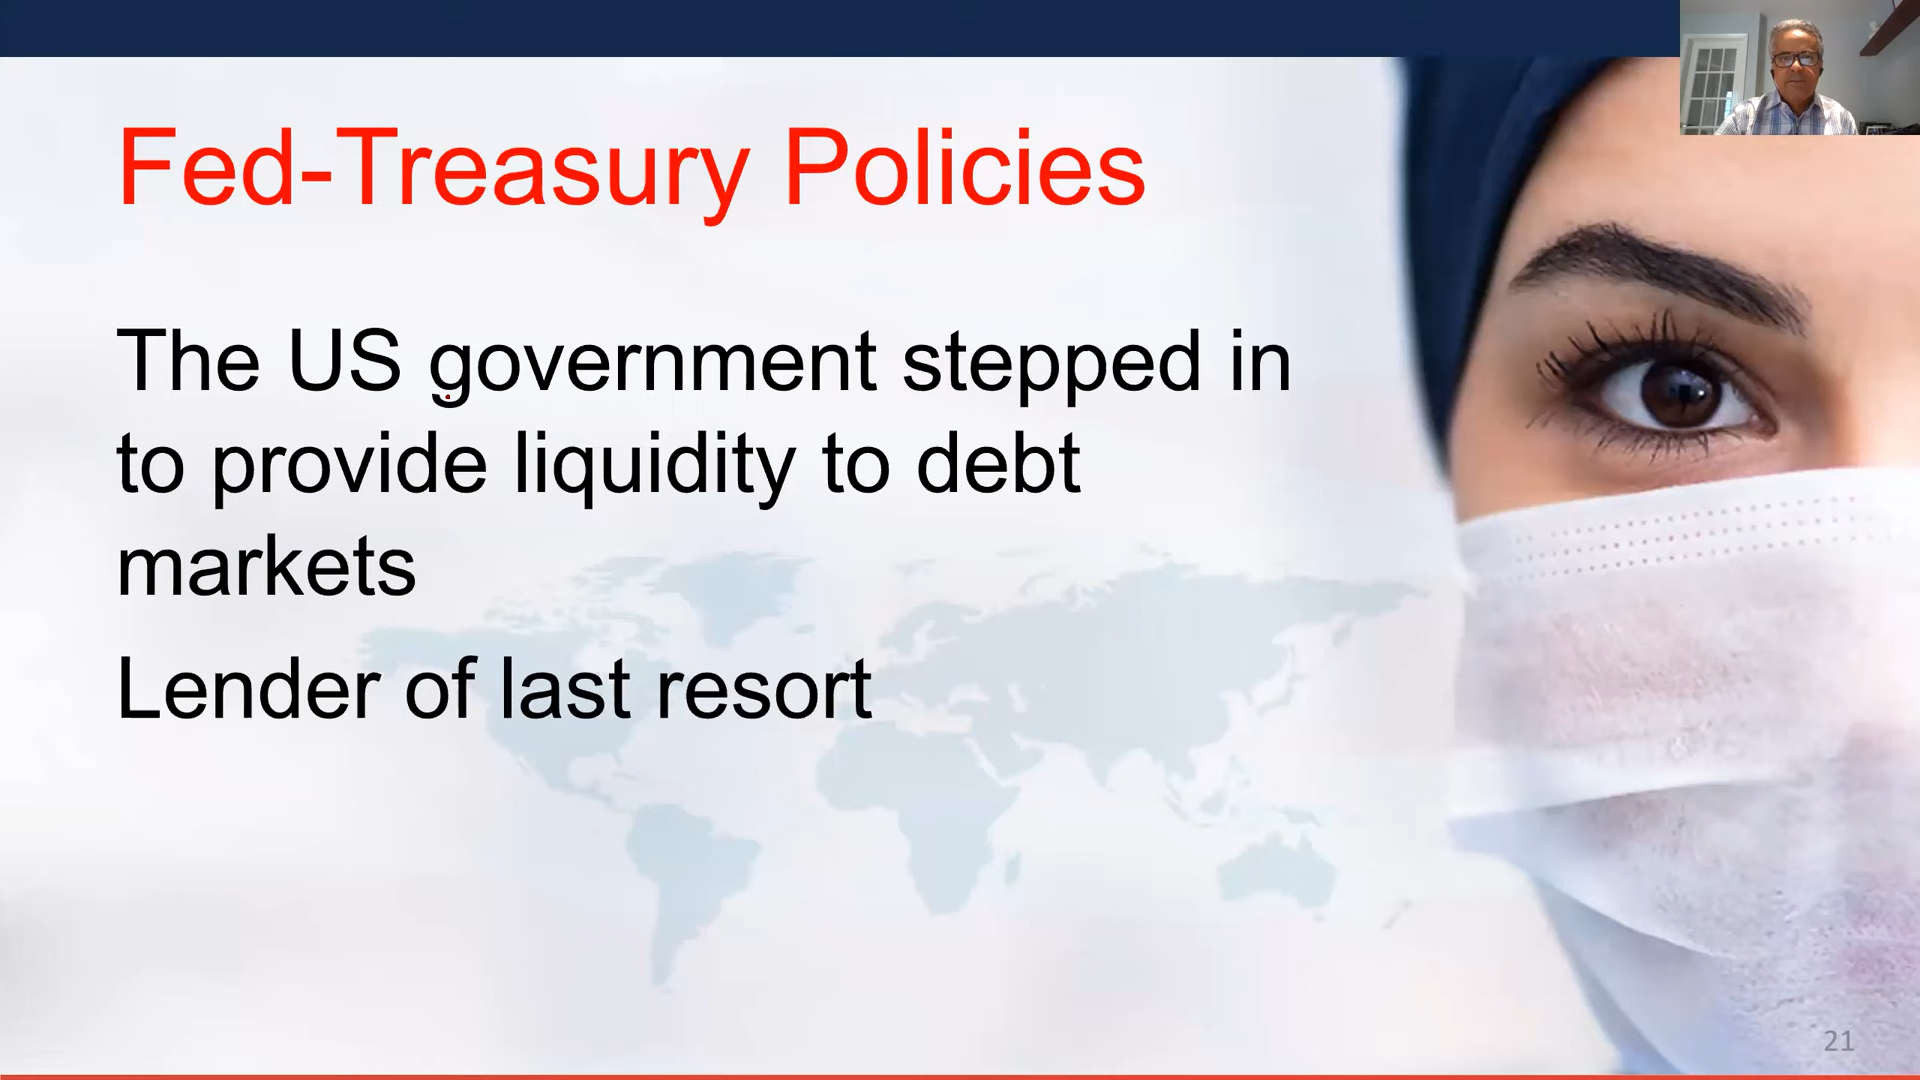 Fed-Treasury Policies
The US government stepped in
to provide liquidity to debt
markets
Lender of last resort
21